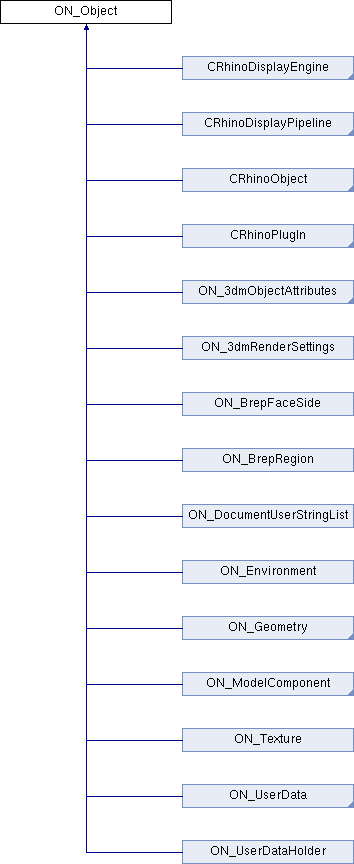 ON_Object
CRhinoDisplayEngine
CRhinoDisplayPipeline
CRhinoObject
CRhinoPlugIn
ON_3dmObjectAttributes
ON_3dmRenderSettings
ON_BrepFaceSide
ON_BrepRegion
ON_DocumentUserStringList
ON_Environment
ON_Geometry
ON_ModelComponent
ON_Texture
ON_UserData
ON_UserDataHolder